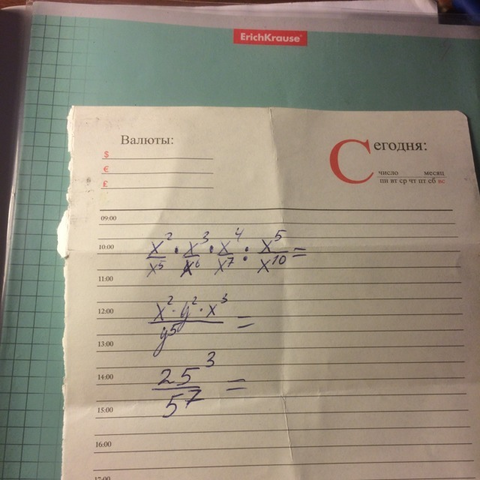 ErichKrause
Валюты:
$
€
£
Сегодня:
число месяц
пн вт ср чт пт сб вс
09:00
10:00
x²/x⁵ · x³/x⁶ · x⁴/x⁷ : x⁵/x¹⁰ =
11:00
12:00
x² · y² · x³ / y⁵ =
13:00
14:00
25³ / 5⁷ =
15:00
16:00
17:00